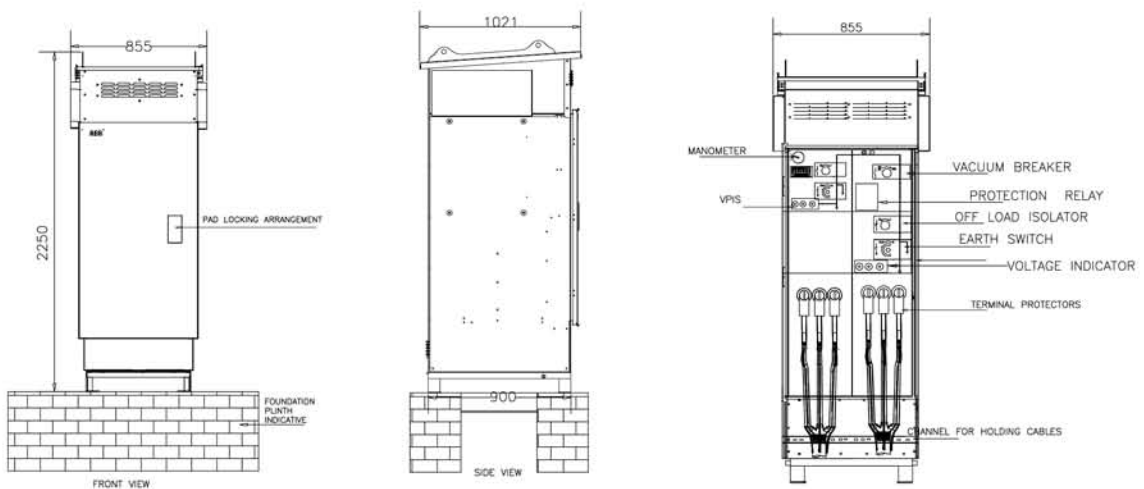 855
2250
PAD LOCKING ARRANGEMENT
FOUNDATION
PLINTH
INDICATIVE
FRONT VIEW
1021
900
SIDE VIEW
855
MANOMETER
VPIS
VACUUM BREAKER
PROTECTION RELAY
OFF LOAD ISOLATOR
EARTH SWITCH
VOLTAGE INDICATOR
TERMINAL PROTECTORS
CHANNEL FOR HOLDING CABLES